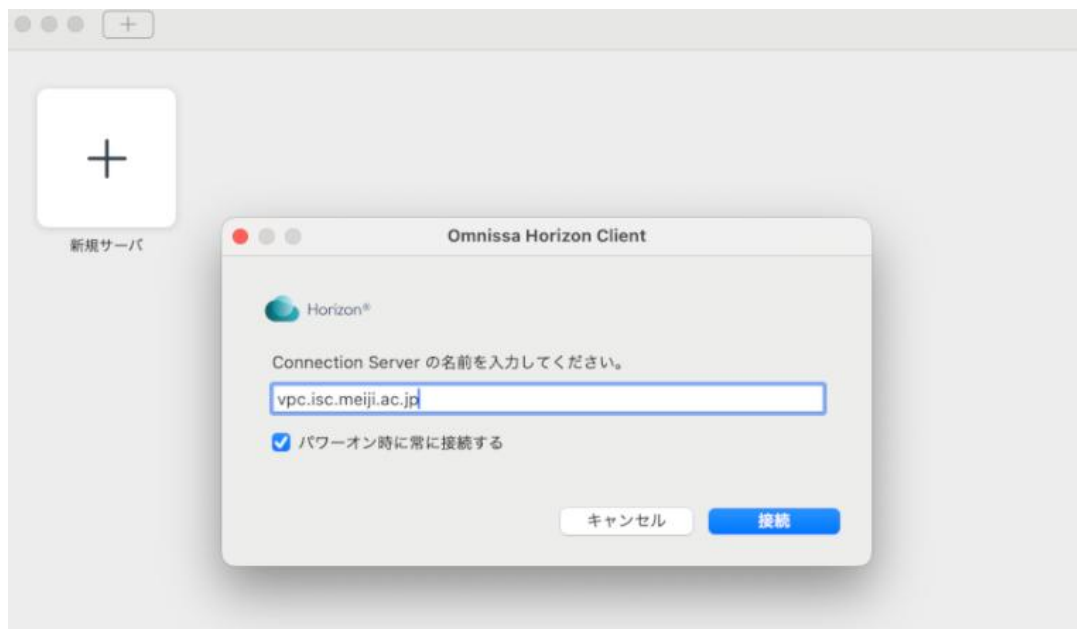 新規サーバ
Omnissa Horizon Client
Horizon®
Connection Server の名前を入力してください。
vpc.isc.meiji.ac.jp
パワーオン時に常に接続する
キャンセル
接続